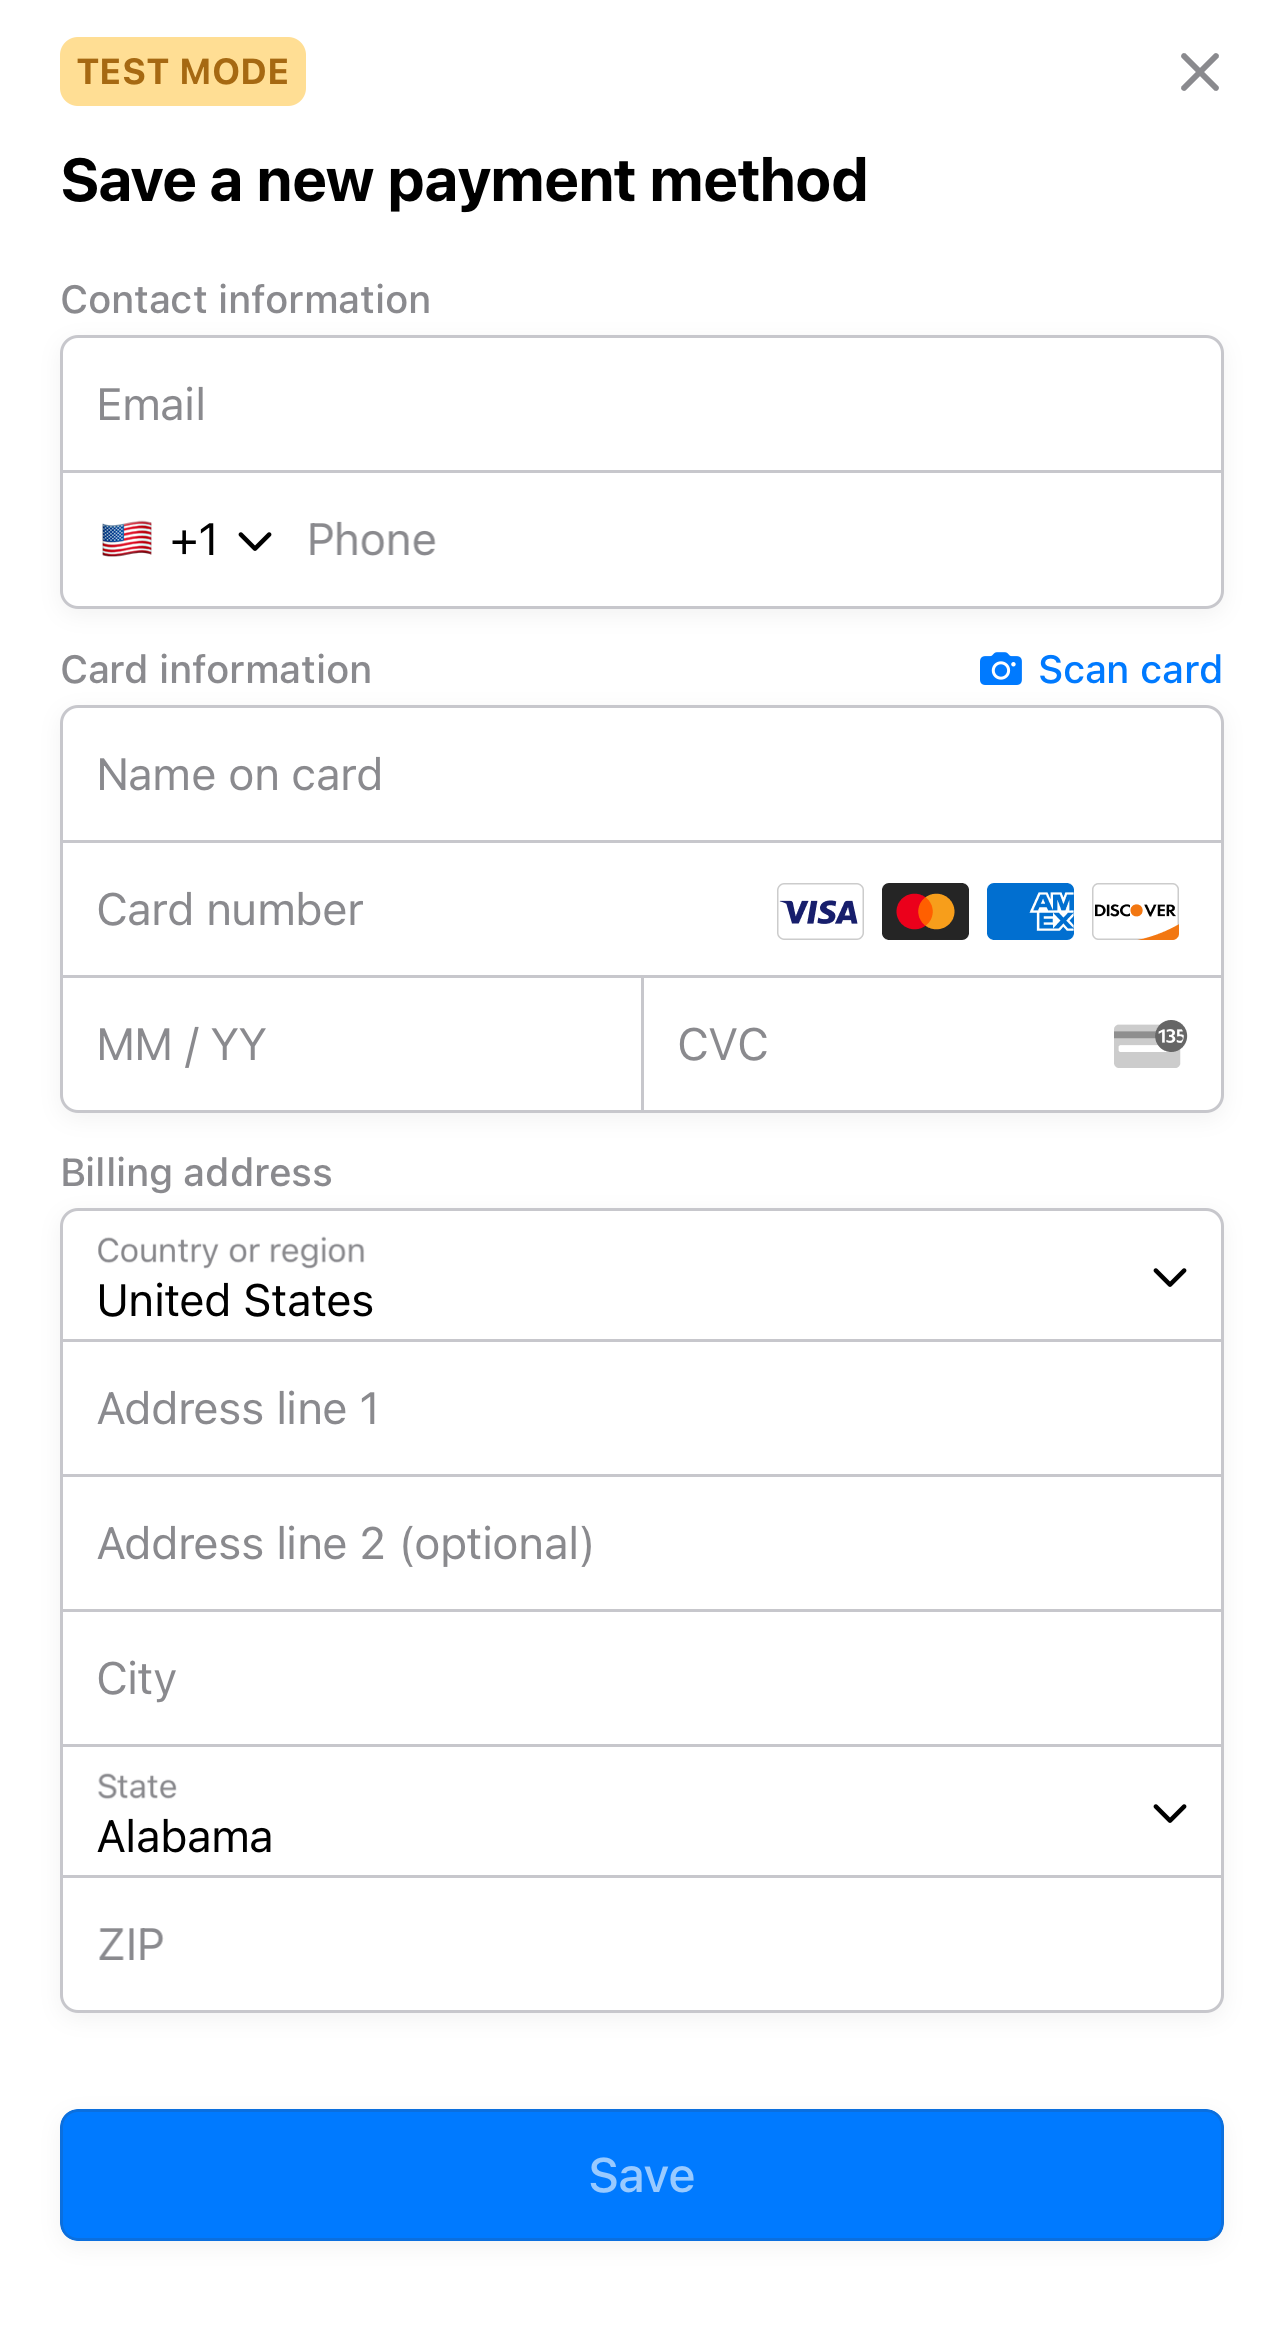 TEST MODE
Save a new payment method
Contact information
Email
+1 Phone
Card information Scan card
Name on card
Card number VISA AM EX DISCOVER
MM / YY CVC 135
Billing address
Country or region
United States
Address line 1
Address line 2 (optional)
City
State
Alabama
ZIP
Save